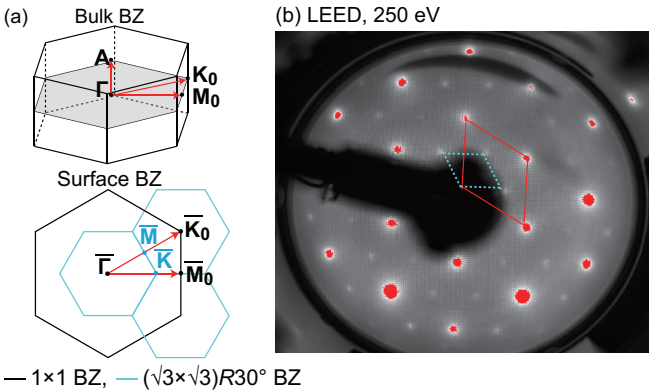 (a)
Bulk BZ
A
Γ
K₀
M₀
Surface BZ
Γ̅
M̅
K̅
K̅₀
M̅₀
— 1×1 BZ, — (√3×√3)R30° BZ
(b) LEED, 250 eV